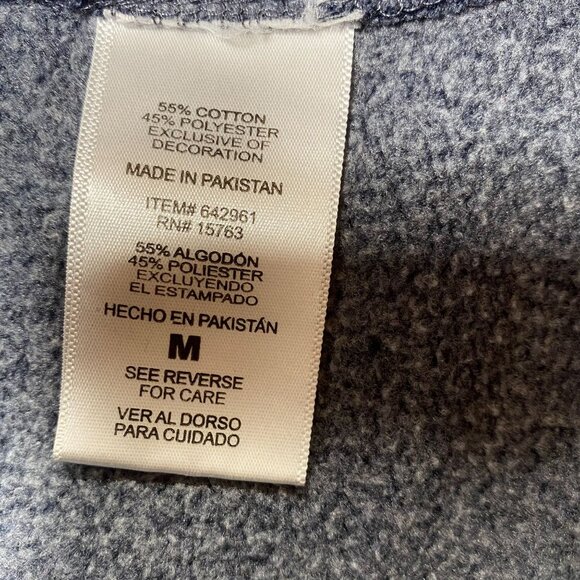 55% COTTON
45% POLYESTER
EXCLUSIVE OF
DECORATION
MADE IN PAKISTAN
ITEM# 642961
RN# 15763
55% ALGODÓN
45% POLIESTER
EXCLUYENDO
EL ESTAMPADO
HECHO EN PAKISTÁN
M
SEE REVERSE
FOR CARE
VER AL DORSO
PARA CUIDADO